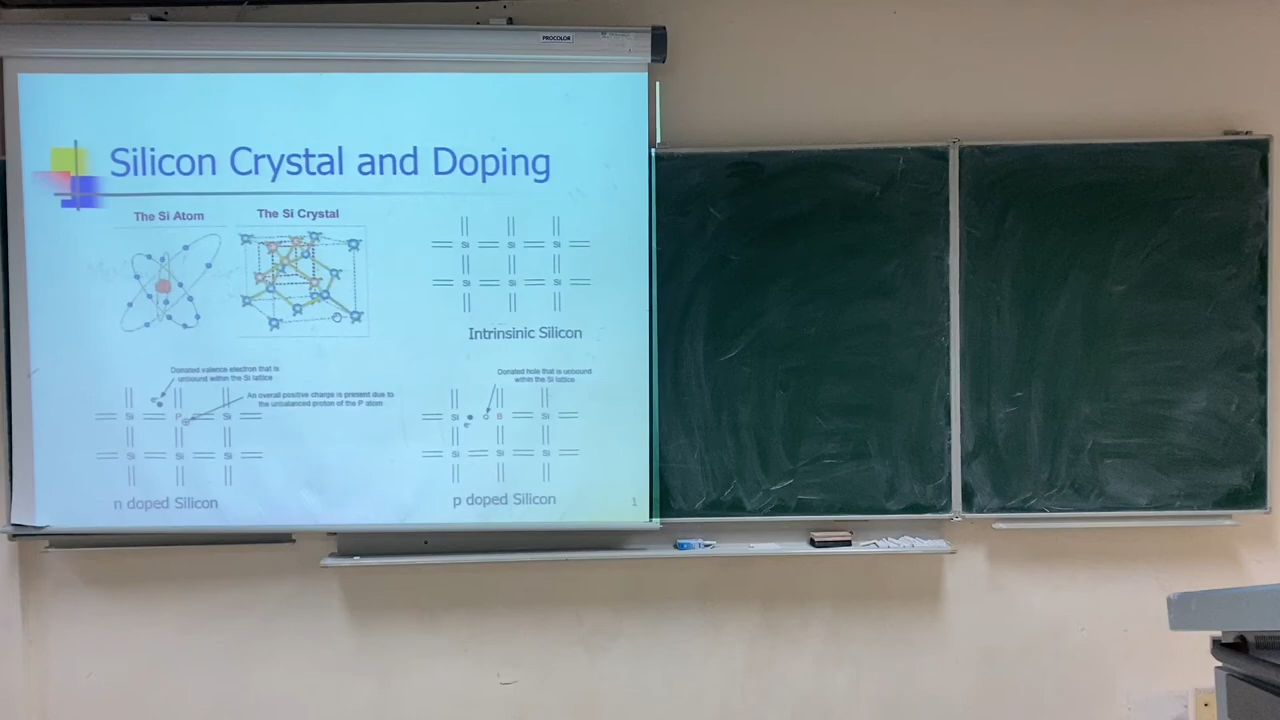 PROCOLOR
Silicon Crystal and Doping
The Si Atom
The Si Crystal
Si Si Si
Si Si Si
Intrinsinic Silicon
Donated valence electron that is
unbound within the Si lattice
An overall positive charge is present due to
the unbalanced proton of the P atom
Si P Si
+
Si Si Si
n doped Silicon
Donated hole that is unbound
within the Si lattice
Si B Si
e-
Si Si Si
p doped Silicon
1